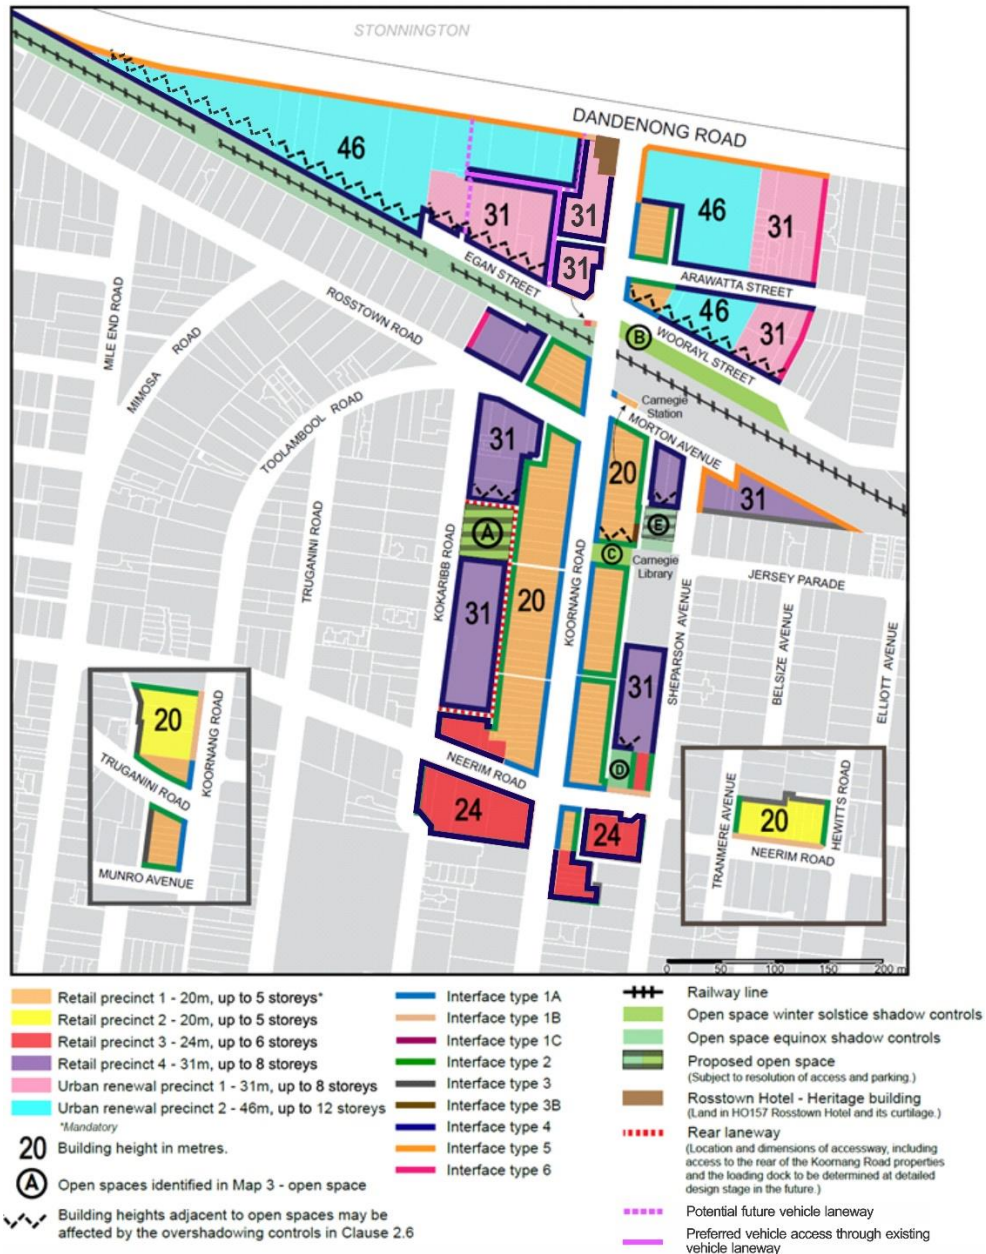 STONNINGTON
DANDENONG ROAD
46
31
31
31
46
31
ARAWATTA STREET
46
31
EGAN STREET
B
WOORAYL STREET
MILE END ROAD
MIMOSA ROAD
ROSSTOWN ROAD
TOOLAMBOOL ROAD
Carnegie
Station
MORTON AVENUE
31
20
31
TRUGANINI ROAD
A
E
C
Carnegie
Library
KOKARIBB ROAD
KOORNANG ROAD
JERSEY PARADE
31
20
SHEPARSON AVENUE
BELSIZE AVENUE
ELLIOTT AVENUE
31
20
KOORNANG ROAD
TRUGANINI ROAD
MUNRO AVENUE
NEERIM ROAD
D
24
24
TRANMERE AVENUE
20
HEWITTS ROAD
NEERIM ROAD
0 50 100 150 200 m
Retail precinct 1 - 20m, up to 5 storeys*
Retail precinct 2 - 20m, up to 5 storeys
Retail precinct 3 - 24m, up to 6 storeys
Retail precinct 4 - 31m, up to 8 storeys
Urban renewal precinct 1 - 31m, up to 8 storeys
Urban renewal precinct 2 - 46m, up to 12 storeys
*Mandatory
20 Building height in metres.
A Open spaces identified in Map 3 - open space
Building heights adjacent to open spaces may be
affected by the overshadowing controls in Clause 2.6
Interface type 1A
Interface type 1B
Interface type 1C
Interface type 2
Interface type 3
Interface type 3B
Interface type 4
Interface type 5
Interface type 6
Railway line
Open space winter solstice shadow controls
Open space equinox shadow controls
Proposed open space
(Subject to resolution of access and parking.)
Rosstown Hotel - Heritage building
(Land in HO157 Rosstown Hotel and its curtilage.)
Rear laneway
(Location and dimensions of accessway, including
access to the rear of the Koornang Road properties
and the loading dock to be determined at detailed
design stage in the future.)
Potential future vehicle laneway
Preferred vehicle access through existing
vehicle laneway